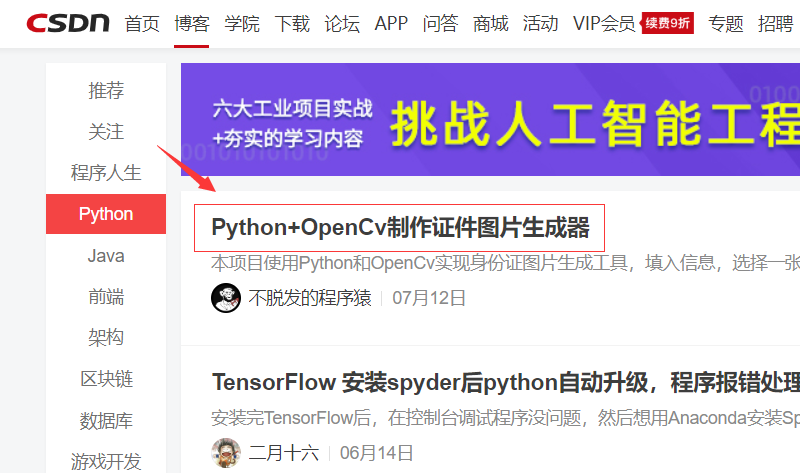 CSDN 首页 博客 学院 下载 论坛 APP 问答 商城 活动 VIP会员 续费9折 专题 招聘
推荐
关注
程序人生
Python
Java
前端
架构
区块链
数据库
游戏开发
六大工业项目实战
+夯实的学习内容
挑战人工智能工程
0100
001010101010
Python+OpenCv制作证件图片生成器
本项目使用Python和OpenCv实现身份证图片生成工具，填入信息，选择一张
不脱发的程序猿 07月12日
TensorFlow 安装spyder后python自动升级，程序报错处理
安装完TensorFlow后，在控制台调试程序没问题，然后想用Anaconda安装Sp
二月十六 06月14日